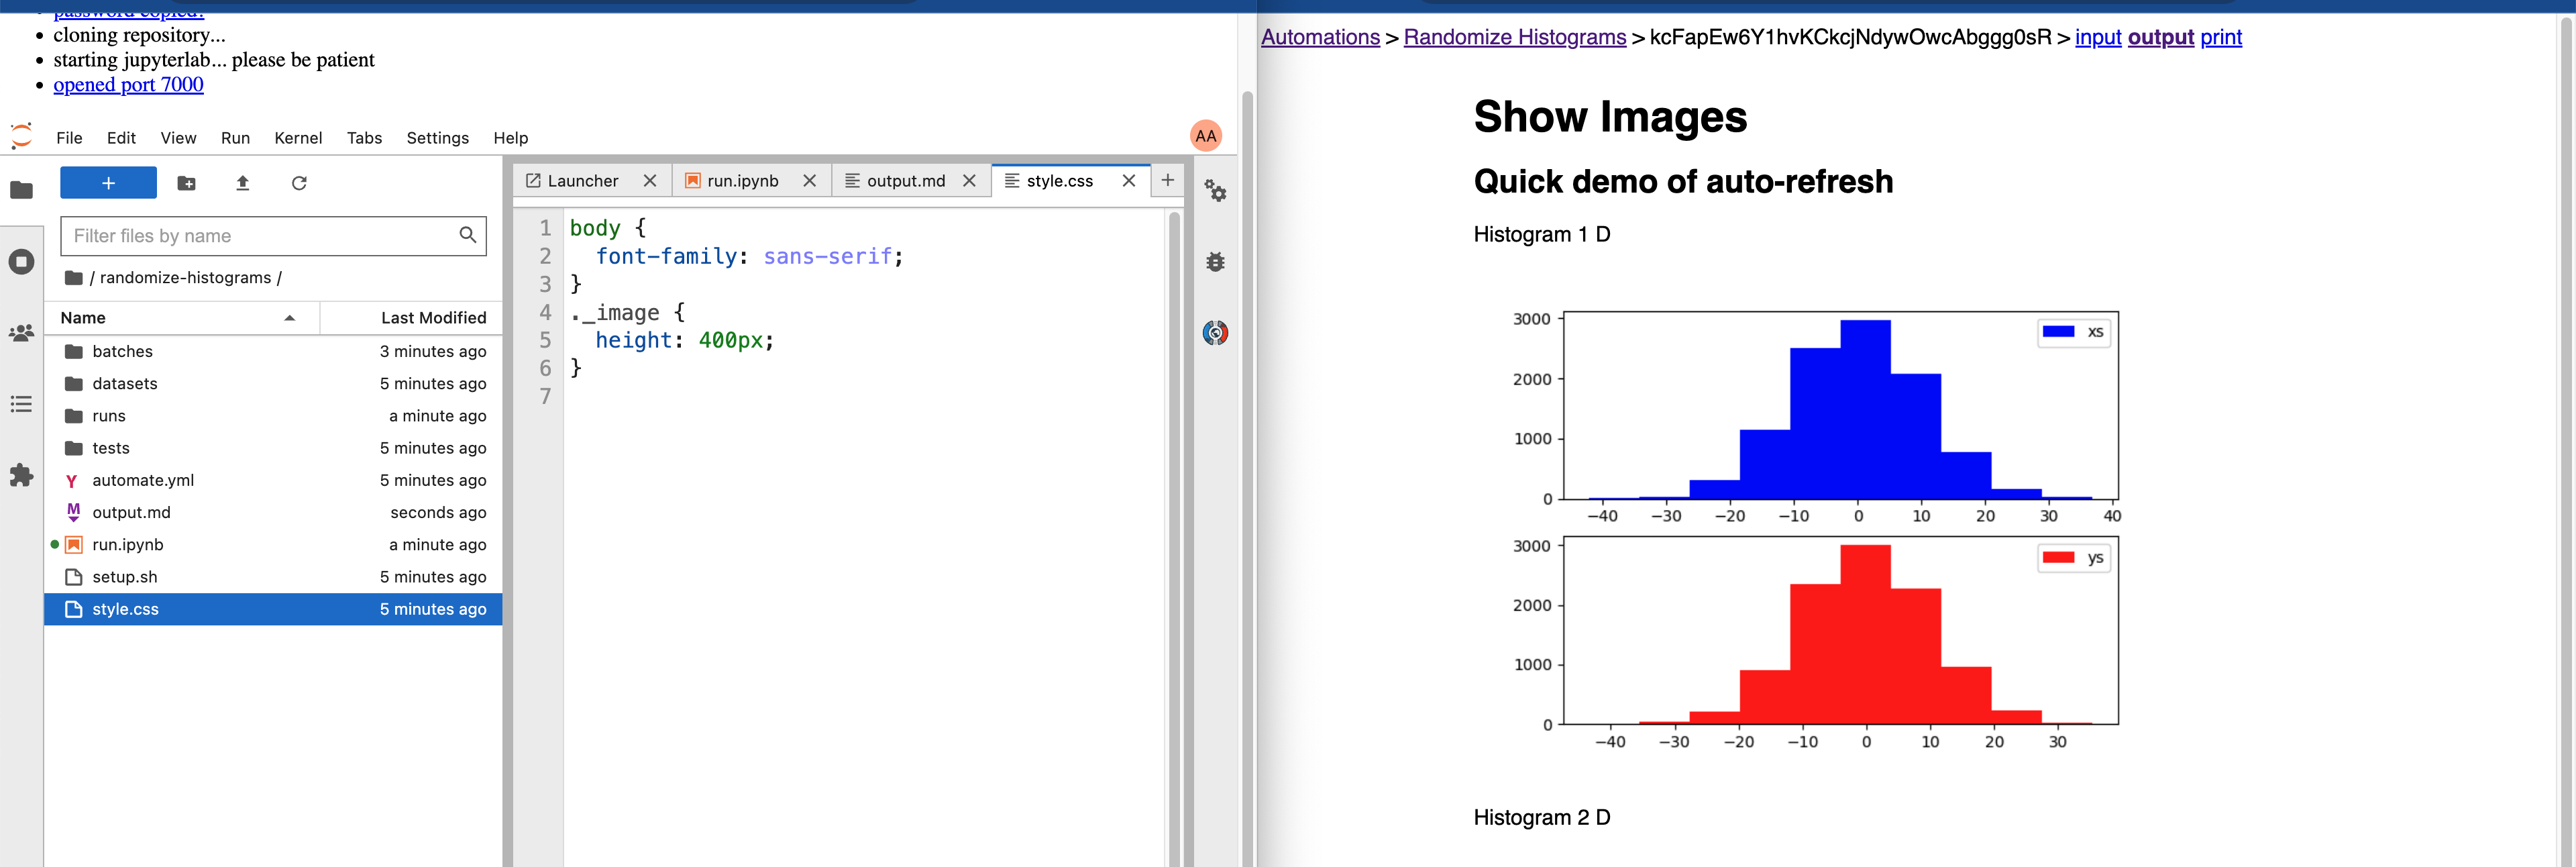 password copied!
cloning repository...
starting jupyterlab... please be patient
opened port 7000
File Edit View Run Kernel Tabs Settings Help
AA
+
Filter files by name
/ randomize-histograms /
Name Last Modified
batches 3 minutes ago
datasets 5 minutes ago
runs a minute ago
tests 5 minutes ago
Y automate.yml 5 minutes ago
M output.md seconds ago
run.ipynb a minute ago
setup.sh 5 minutes ago
style.css 5 minutes ago
Launcher run.ipynb output.md style.css +
1 body {
2 font-family: sans-serif;
3 }
4 ._image {
5 height: 400px;
6 }
7
Automations > Randomize Histograms > kcFapEw6Y1hvKCkcjNdywOwcAbggg0sR > input output print
Show Images
Quick demo of auto-refresh
Histogram 1 D
3000
2000
1000
0
−40 −30 −20 −10 0 10 20 30 40
xs
3000
2000
1000
0
−40 −30 −20 −10 0 10 20 30
ys
Histogram 2 D